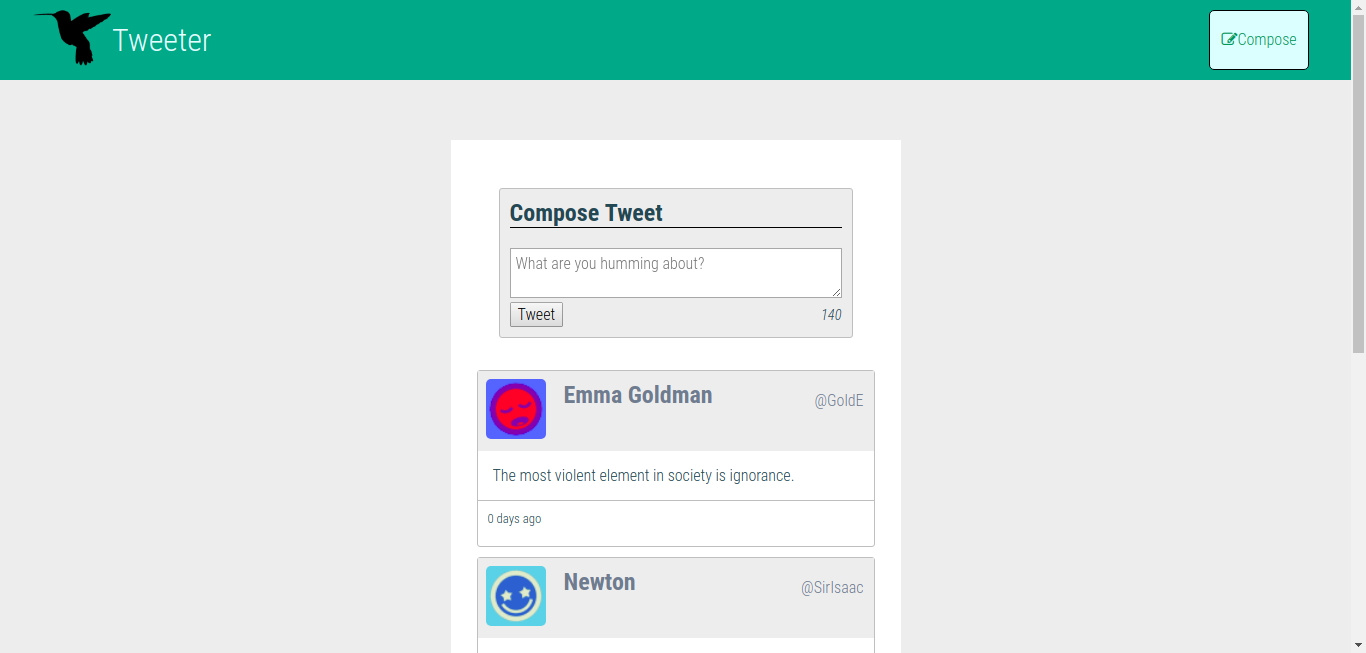 Tweeter
Compose
Compose Tweet
What are you humming about?
Tweet
140
Emma Goldman
@GoldE
The most violent element in society is ignorance.
0 days ago
Newton
@SirIsaac